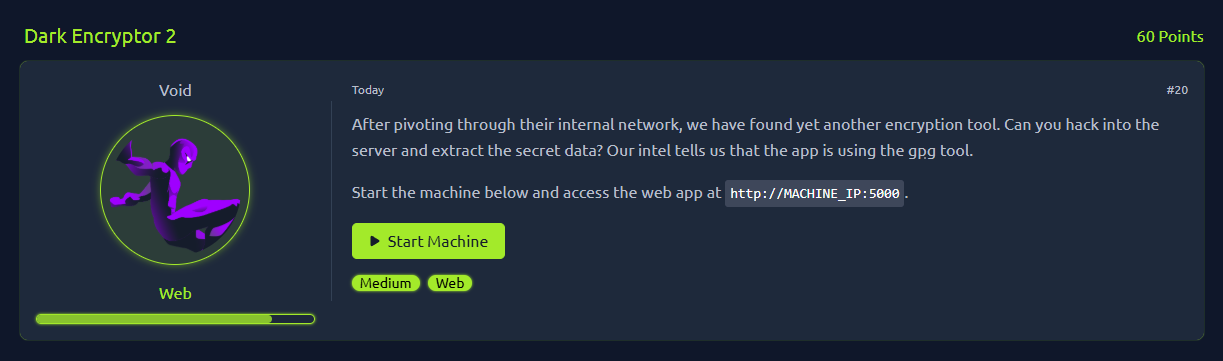 Dark Encryptor 2
60 Points
Void
Today
#20
After pivoting through their internal network, we have found yet another encryption tool. Can you hack into the
server and extract the secret data? Our intel tells us that the app is using the gpg tool.
Start the machine below and access the web app at http://MACHINE_IP:5000.
Start Machine
Medium Web
Web